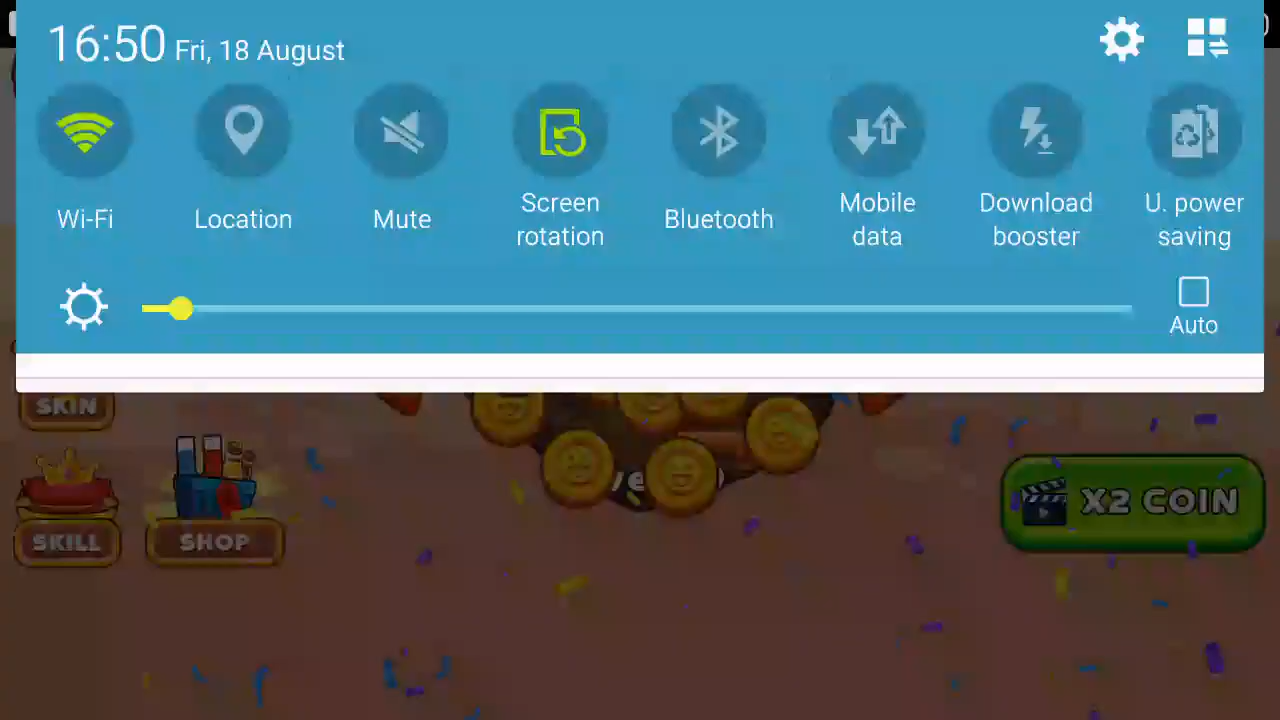 16:50 Fri, 18 August
Wi-Fi
Location
Mute
Screen
rotation
Bluetooth
Mobile
data
Download
booster
U. power
saving
Auto
SKIN
SKILL
SHOP
X2 COIN